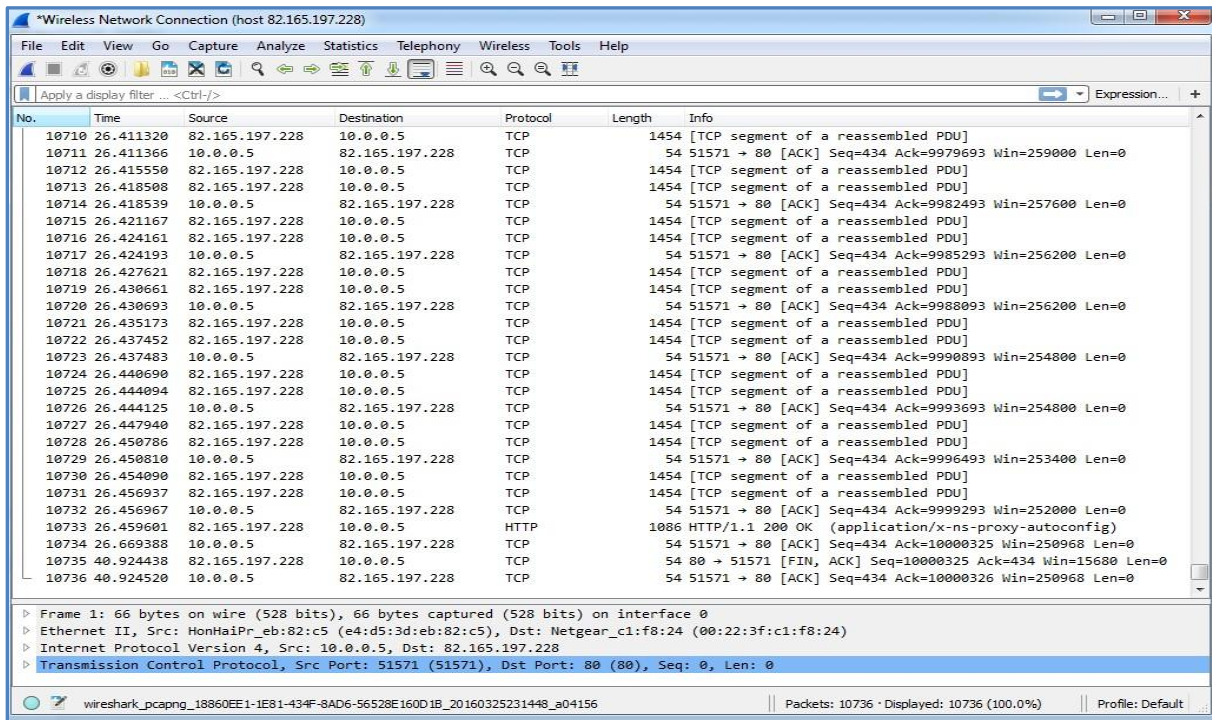 *Wireless Network Connection (host 82.165.197.228)
File Edit View Go Capture Analyze Statistics Telephony Wireless Tools Help
Apply a display filter ... <Ctrl-/> Expression... +
No. Time Source Destination Protocol Length Info
10710 26.411320 82.165.197.228 10.0.0.5 TCP 1454 [TCP segment of a reassembled PDU]
10711 26.411366 10.0.0.5 82.165.197.228 TCP 54 51571 → 80 [ACK] Seq=434 Ack=9979693 Win=259000 Len=0
10712 26.415550 82.165.197.228 10.0.0.5 TCP 1454 [TCP segment of a reassembled PDU]
10713 26.418508 82.165.197.228 10.0.0.5 TCP 1454 [TCP segment of a reassembled PDU]
10714 26.418539 10.0.0.5 82.165.197.228 TCP 54 51571 → 80 [ACK] Seq=434 Ack=9982493 Win=257600 Len=0
10715 26.421167 82.165.197.228 10.0.0.5 TCP 1454 [TCP segment of a reassembled PDU]
10716 26.424161 82.165.197.228 10.0.0.5 TCP 1454 [TCP segment of a reassembled PDU]
10717 26.424193 10.0.0.5 82.165.197.228 TCP 54 51571 → 80 [ACK] Seq=434 Ack=9985293 Win=256200 Len=0
10718 26.427621 82.165.197.228 10.0.0.5 TCP 1454 [TCP segment of a reassembled PDU]
10719 26.430661 82.165.197.228 10.0.0.5 TCP 1454 [TCP segment of a reassembled PDU]
10720 26.430693 10.0.0.5 82.165.197.228 TCP 54 51571 → 80 [ACK] Seq=434 Ack=9988093 Win=256200 Len=0
10721 26.435173 82.165.197.228 10.0.0.5 TCP 1454 [TCP segment of a reassembled PDU]
10722 26.437452 82.165.197.228 10.0.0.5 TCP 1454 [TCP segment of a reassembled PDU]
10723 26.437483 10.0.0.5 82.165.197.228 TCP 54 51571 → 80 [ACK] Seq=434 Ack=9990893 Win=254800 Len=0
10724 26.440690 82.165.197.228 10.0.0.5 TCP 1454 [TCP segment of a reassembled PDU]
10725 26.444094 82.165.197.228 10.0.0.5 TCP 1454 [TCP segment of a reassembled PDU]
10726 26.444125 10.0.0.5 82.165.197.228 TCP 54 51571 → 80 [ACK] Seq=434 Ack=9993693 Win=254800 Len=0
10727 26.447940 82.165.197.228 10.0.0.5 TCP 1454 [TCP segment of a reassembled PDU]
10728 26.450786 82.165.197.228 10.0.0.5 TCP 1454 [TCP segment of a reassembled PDU]
10729 26.450810 10.0.0.5 82.165.197.228 TCP 54 51571 → 80 [ACK] Seq=434 Ack=9996493 Win=253400 Len=0
10730 26.454090 82.165.197.228 10.0.0.5 TCP 1454 [TCP segment of a reassembled PDU]
10731 26.456937 82.165.197.228 10.0.0.5 TCP 1454 [TCP segment of a reassembled PDU]
10732 26.456967 10.0.0.5 82.165.197.228 TCP 54 51571 → 80 [ACK] Seq=434 Ack=9999293 Win=252000 Len=0
10733 26.459601 82.165.197.228 10.0.0.5 HTTP 1086 HTTP/1.1 200 OK (application/x-ns-proxy-autoconfig)
10734 26.669388 10.0.0.5 82.165.197.228 TCP 54 51571 → 80 [ACK] Seq=434 Ack=10000325 Win=250968 Len=0
10735 40.924438 82.165.197.228 10.0.0.5 TCP 54 80 → 51571 [FIN, ACK] Seq=10000325 Ack=434 Win=15680 Len=0
10736 40.924520 10.0.0.5 82.165.197.228 TCP 54 51571 → 80 [ACK] Seq=434 Ack=10000326 Win=250968 Len=0
Frame 1: 66 bytes on wire (528 bits), 66 bytes captured (528 bits) on interface 0
Ethernet II, Src: HonHaiPr_eb:82:c5 (e4:d5:3d:eb:82:c5), Dst: Netgear_c1:f8:24 (00:22:3f:c1:f8:24)
Internet Protocol Version 4, Src: 10.0.0.5, Dst: 82.165.197.228
Transmission Control Protocol, Src Port: 51571 (51571), Dst Port: 80 (80), Seq: 0, Len: 0
wireshark_pcapng_18860EE1-1E81-434F-8AD6-56528E160D1B_20160325231448_a04156 Packets: 10736 · Displayed: 10736 (100.0%) Profile: Default